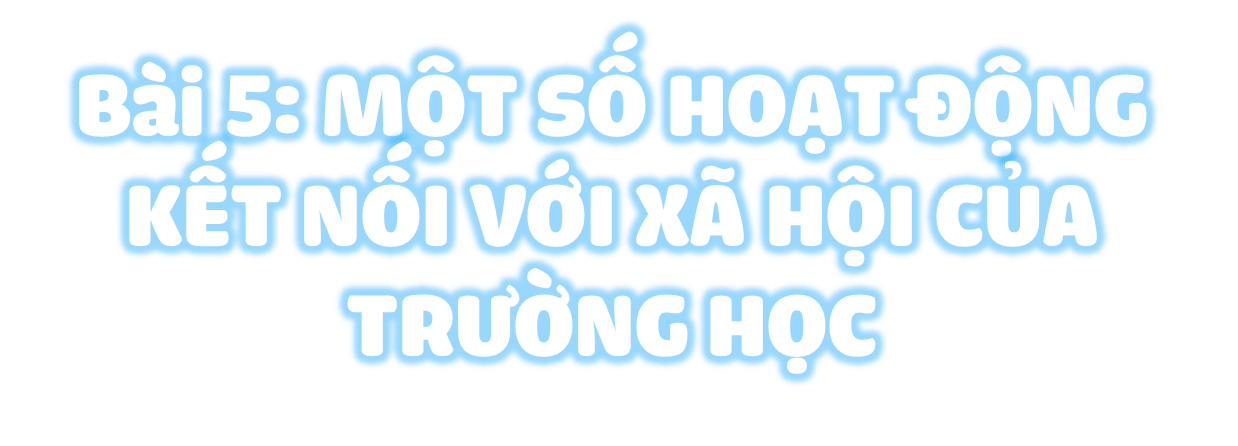 Bài 5: MỘT SỐ HOẠT ĐỘNG
KẾT NỐI VỚI XÃ HỘI CỦA
TRƯỜNG HỌC